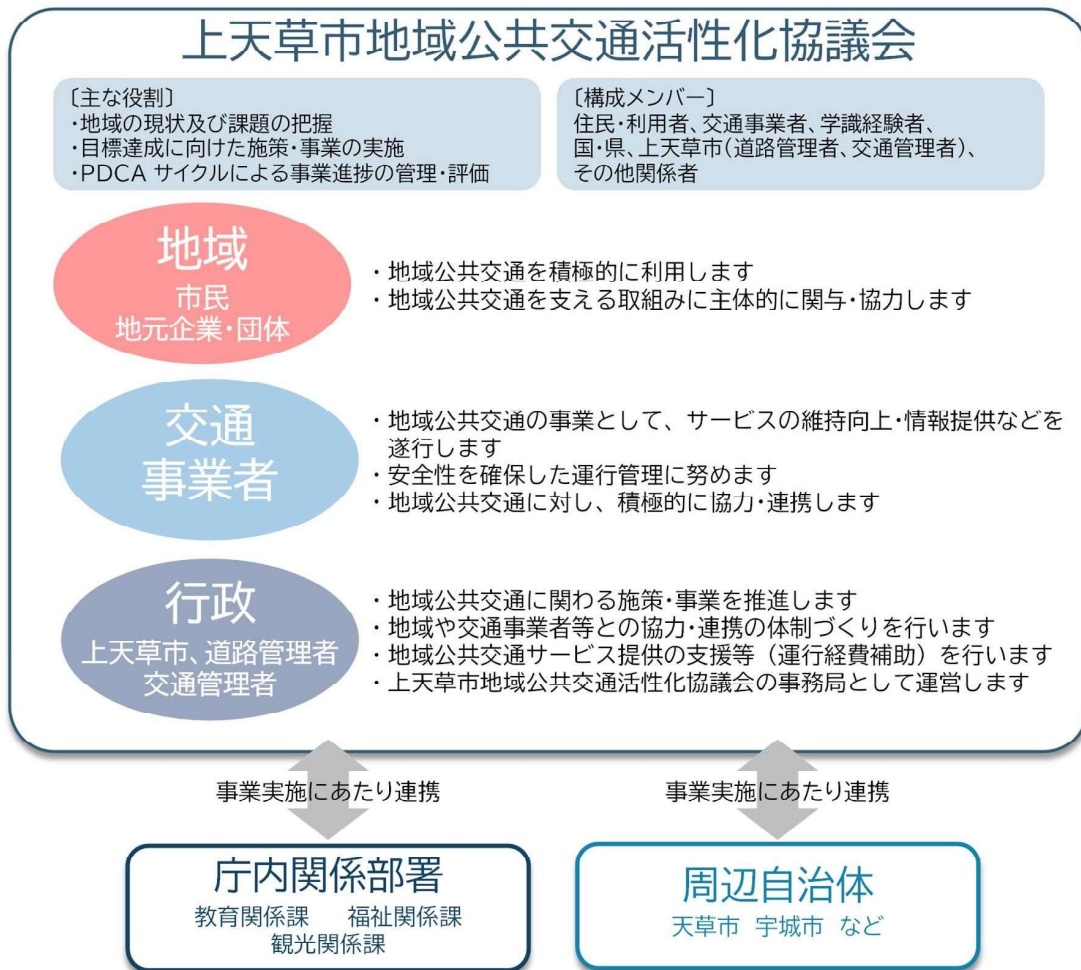 上天草市地域公共交通活性化協議会
〔主な役割〕
・地域の現状及び課題の把握
・目標達成に向けた施策・事業の実施
・PDCA サイクルによる事業進捗の管理・評価
〔構成メンバー〕
住民・利用者、交通事業者、学識経験者、
国・県、上天草市（道路管理者、交通管理者）、
その他関係者
地域
市民
地元企業・団体
・地域公共交通を積極的に利用します
・地域公共交通を支える取組みに主体的に関与・協力します
交通
事業者
・地域公共交通の事業として、サービスの維持向上・情報提供などを
遂行します
・安全性を確保した運行管理に努めます
・地域公共交通に対し、積極的に協力・連携します
行政
上天草市、道路管理者
交通管理者
・地域公共交通に関わる施策・事業を推進します
・地域や交通事業者等との協力・連携の体制づくりを行います
・地域公共交通サービス提供の支援等（運行経費補助）を行います
・上天草市地域公共交通活性化協議会の事務局として運営します
事業実施にあたり連携
事業実施にあたり連携
庁内関係部署
教育関係課　福祉関係課
観光関係課
周辺自治体
天草市 宇城市 など